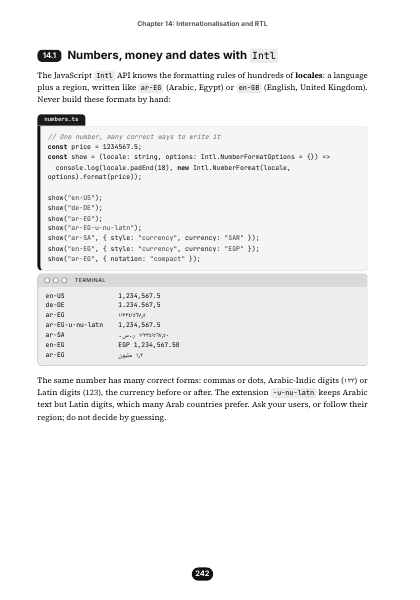 Chapter 14: Internationalisation and RTL
14.1 Numbers, money and dates with Intl
The JavaScript Intl API knows the formatting rules of hundreds of locales: a language
plus a region, written like ar-EG (Arabic, Egypt) or en-GB (English, United Kingdom).
Never build these formats by hand:
numbers.ts
// One number, many correct ways to write it
const price = 1234567.5;
const show = (locale: string, options: Intl.NumberFormatOptions = {}) =>
console.log(locale.padEnd(18), new Intl.NumberFormat(locale,
options).format(price));
show("en-US");
show("de-DE");
show("ar-EG");
show("ar-EG-u-nu-latn");
show("ar-SA", { style: "currency", currency: "SAR" });
show("en-EG", { style: "currency", currency: "EGP" });
show("ar-EG", { notation: "compact" });
TERMINAL
en-US 1,234,567.5
de-DE 1.234.567,5
ar-EG ١٬٢٣٤٬٥٦٧٫٥
ar-EG-u-nu-latn 1,234,567.5
ar-SA ١٬٢٣٤٬٥٦٧٫٥٠ ر.س.
en-EG EGP 1,234,567.50
ar-EG ١٫٢ مليون
The same number has many correct forms: commas or dots, Arabic-Indic digits (١٢٣) or
Latin digits (123), the currency before or after. The extension -u-nu-latn keeps Arabic
text but Latin digits, which many Arab countries prefer. Ask your users, or follow their
region; do not decide by guessing.
242